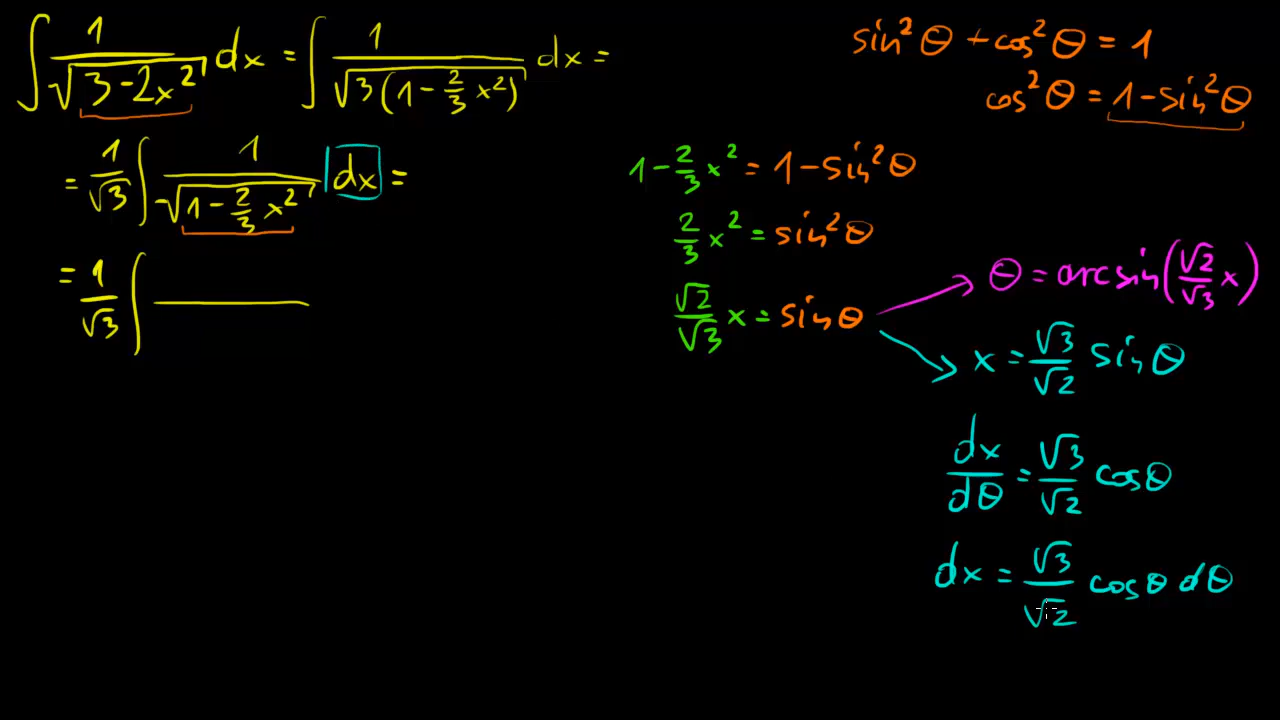 ∫ 1/√(3-2x²) dx = ∫ 1/√(3(1-2/3 x²)) dx =
= 1/√3 ∫ 1/√(1-2/3 x²) dx =
= 1/√3 ∫
sin²θ + cos²θ = 1
cos²θ = 1-sin²θ
1-2/3 x² = 1-sin²θ
2/3 x² = sin²θ
√2/√3 x = sinθ
θ = arcsin(√2/√3 x)
x = √3/√2 sinθ
dx/dθ = √3/√2 cosθ
dx = √3/√2 cosθ dθ